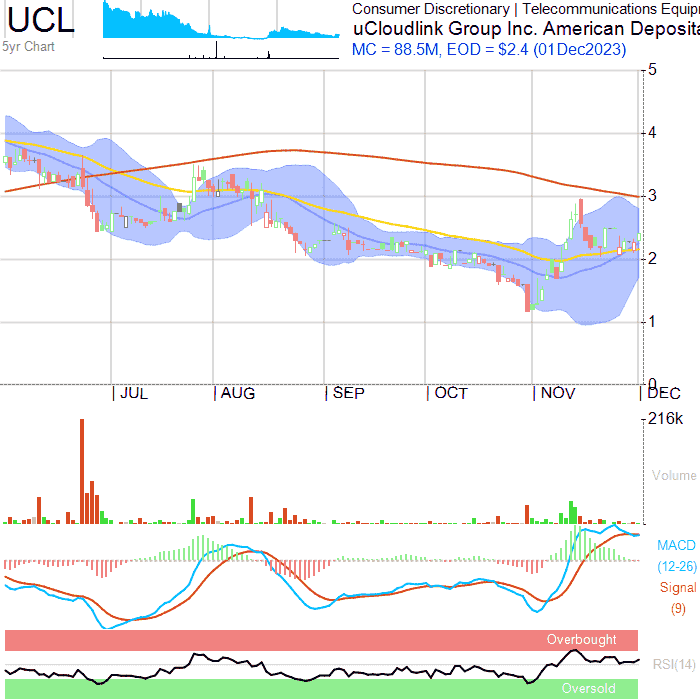 UCL
5yr Chart
Consumer Discretionary | Telecommunications Equip
uCloudlink Group Inc. American Deposita
MC = 88.5M, EOD = $2.4 (01Dec2023)
5
4
3
2
1
0
JUL AUG SEP OCT NOV DEC
216k
Volume
MACD
(12-26)
Signal
(9)
Overbought
RSI(14)
Oversold